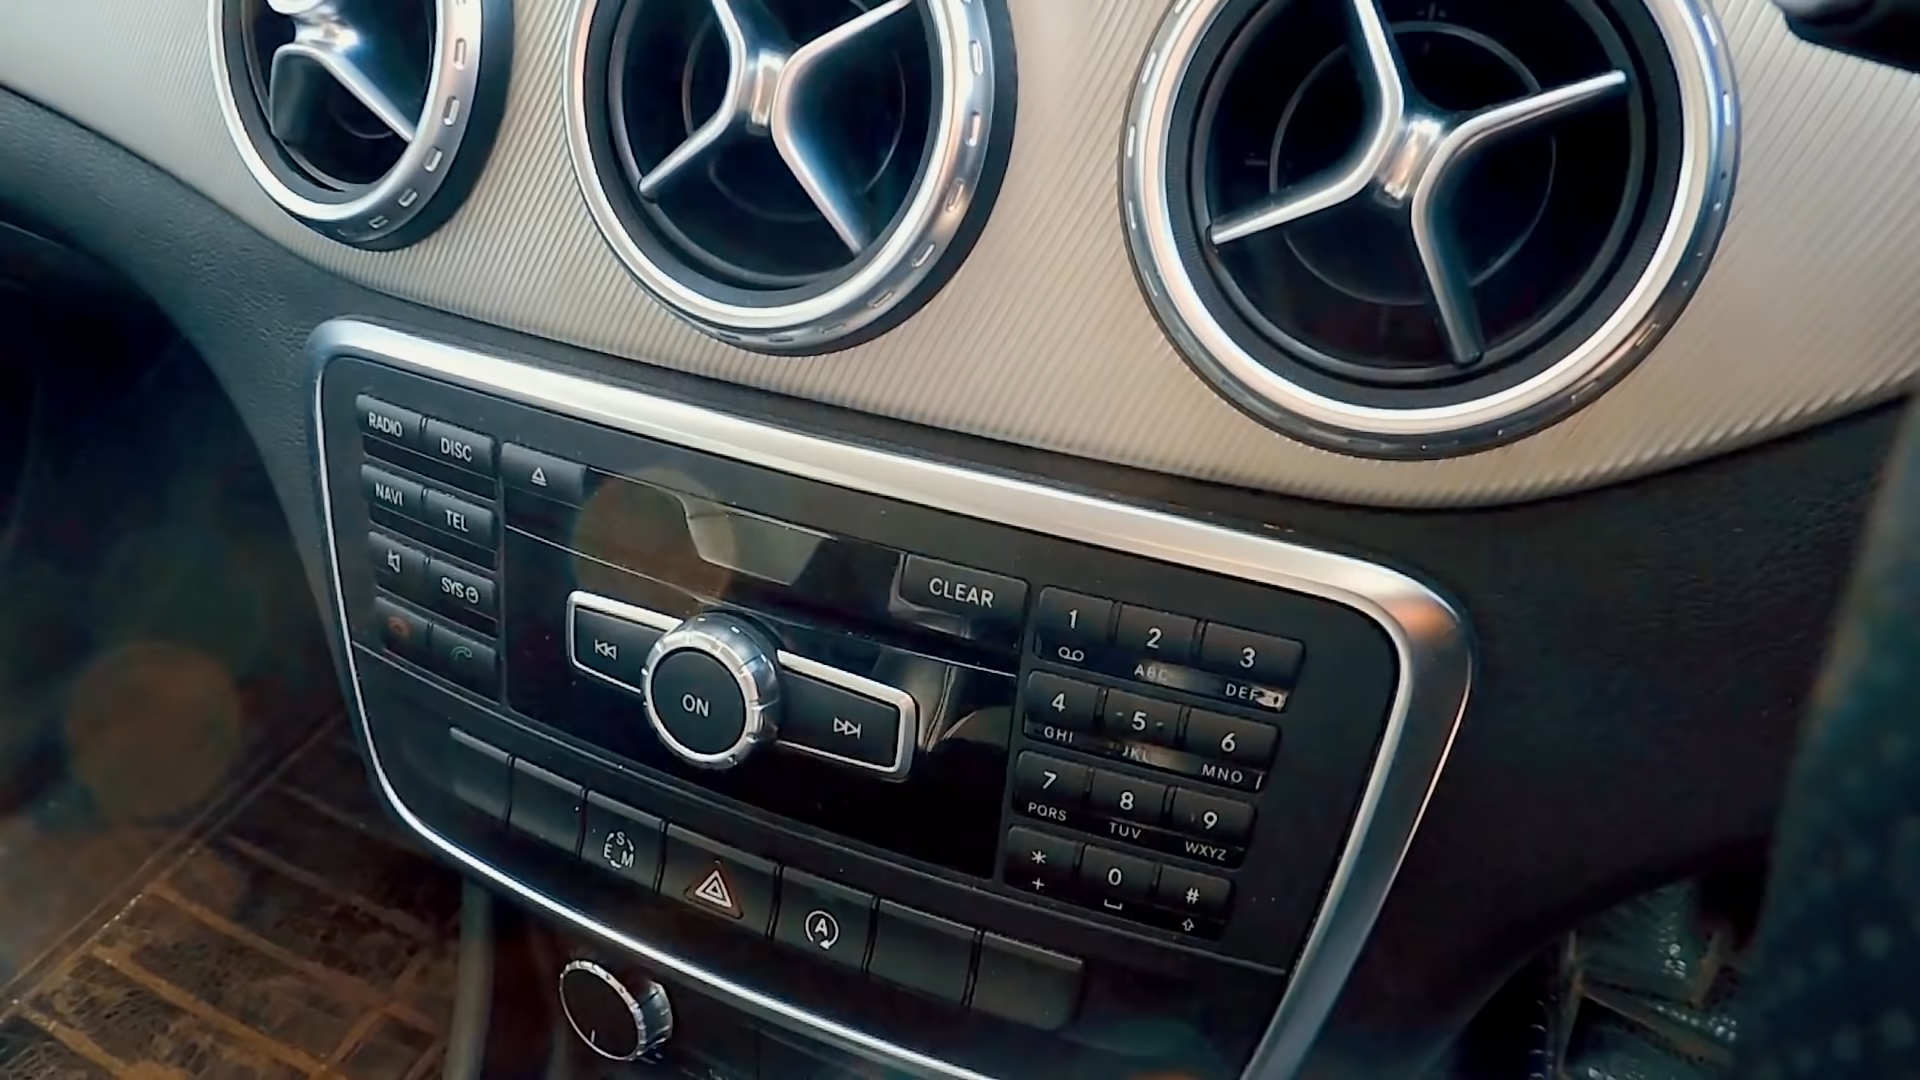 RADIO
DISC
NAVI
TEL
SYS
ON
CLEAR
1 2 3
ABC DEF
4 5 6
GHI JKL MNO
7 8 9
PQRS TUV WXYZ
* 0 #
+
S
E M
A